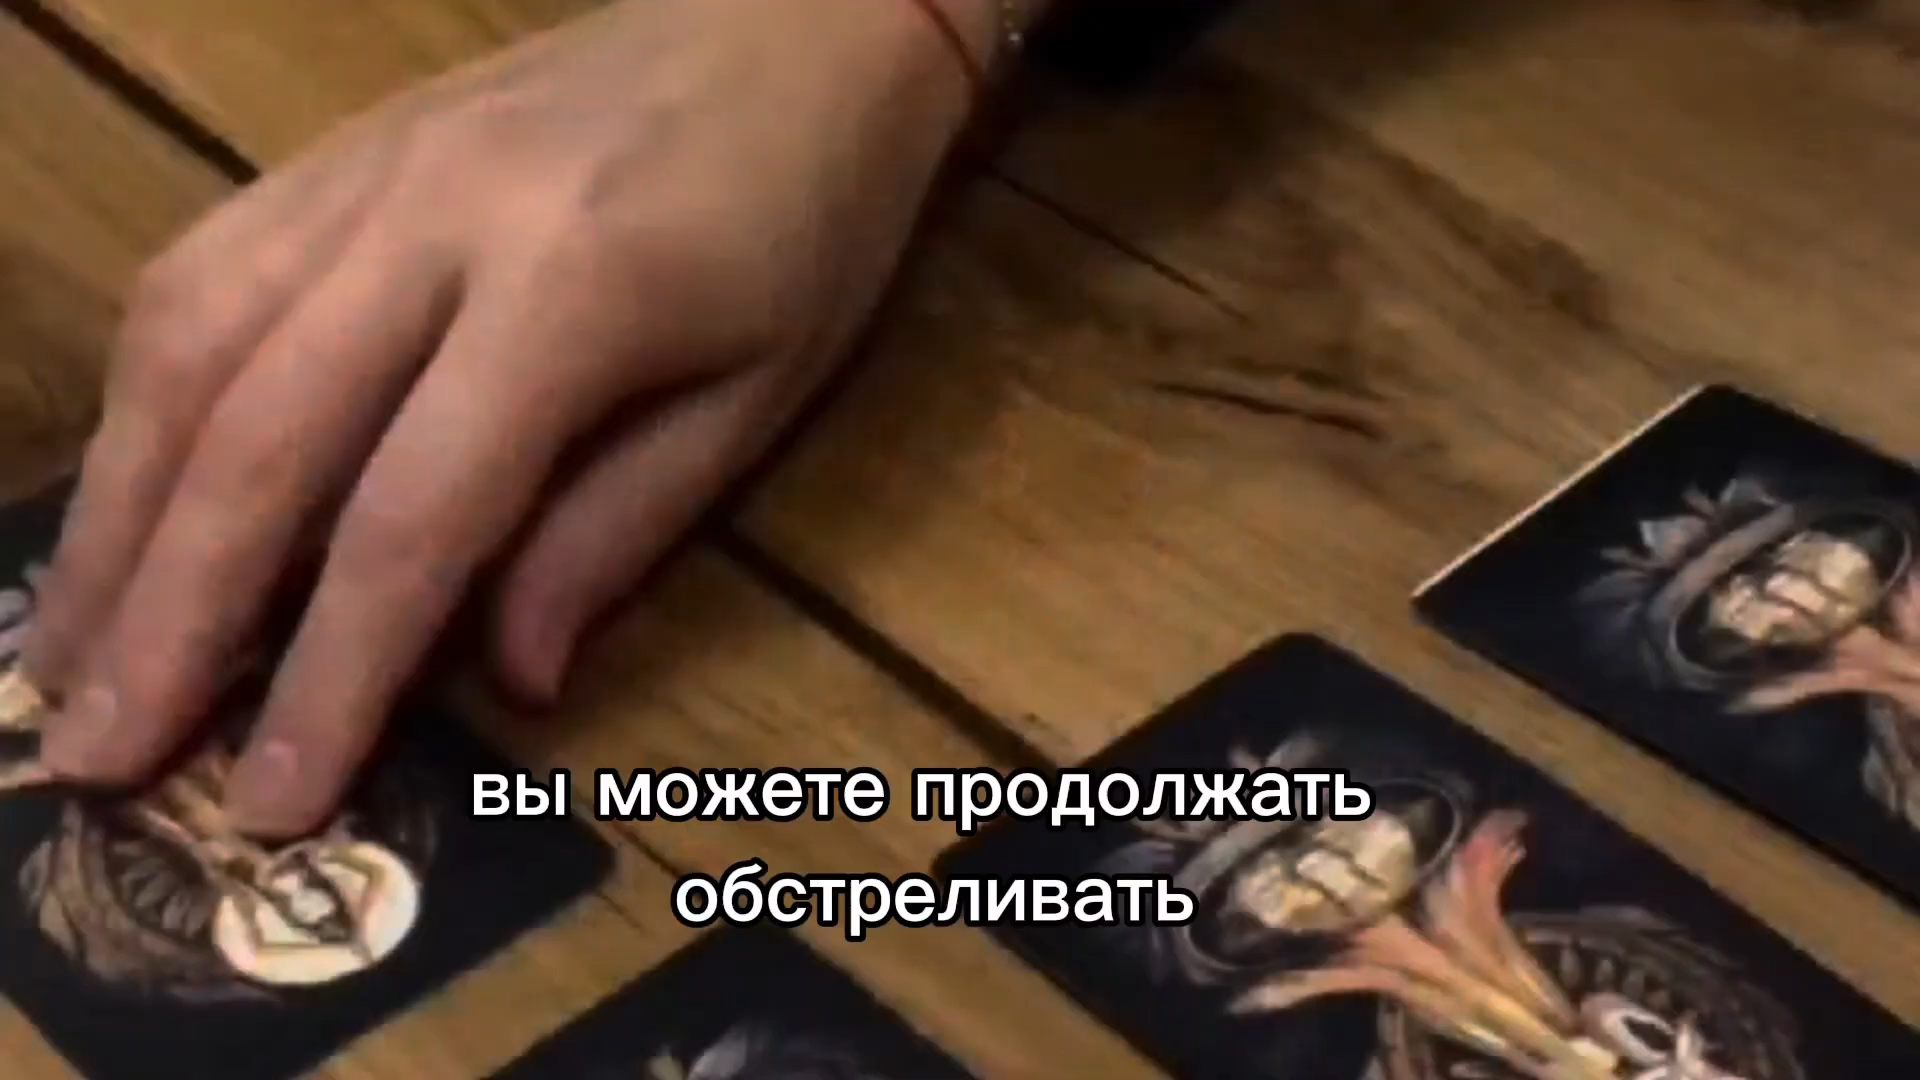 вы можете продолжать
обстреливать